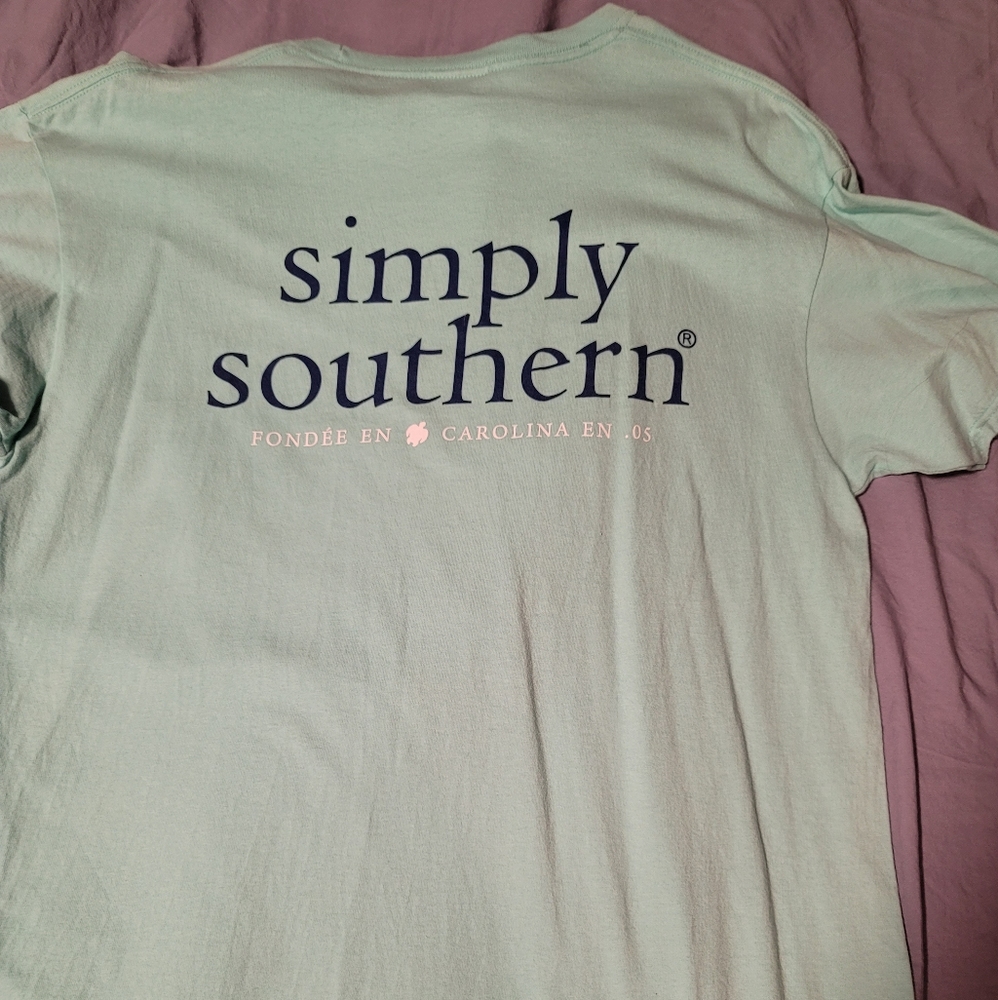 simply
southern®
FONDÉE EN CAROLINA EN .05